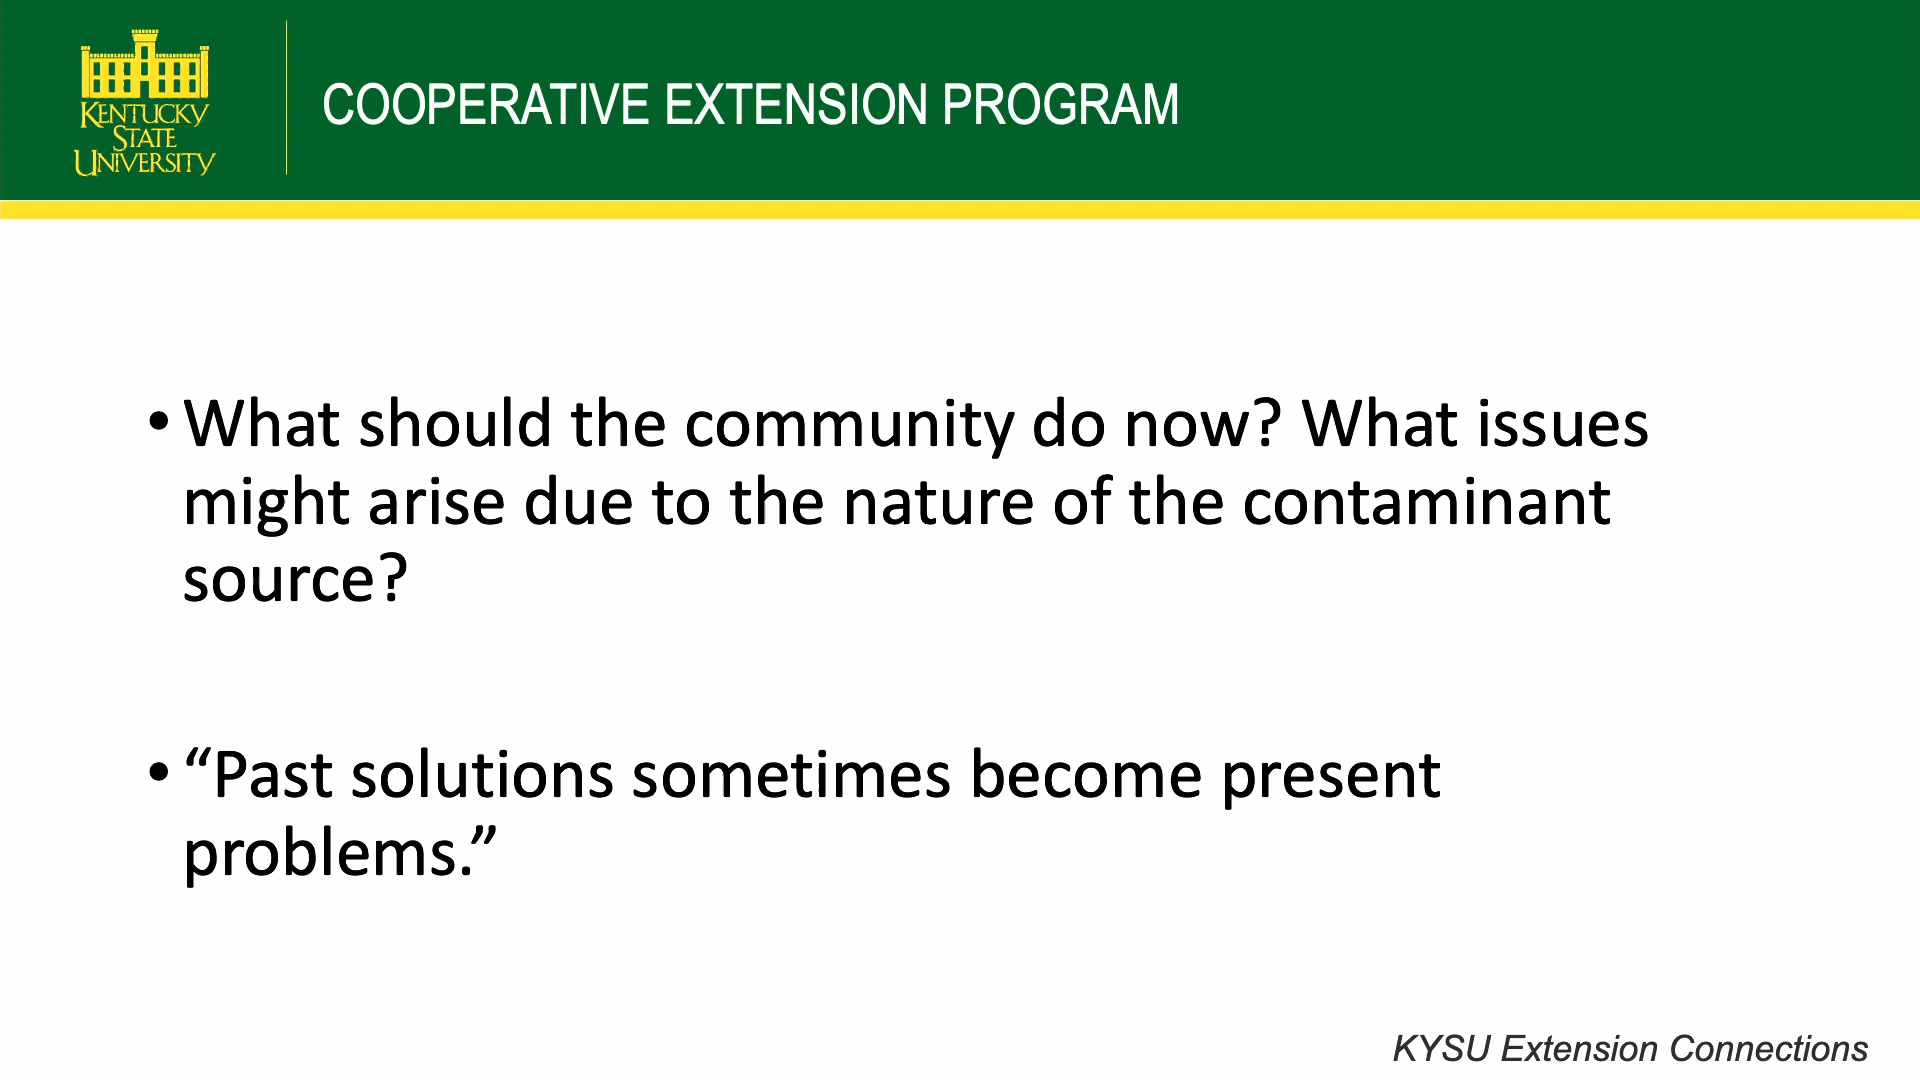 KENTUCKY
STATE
UNIVERSITY
COOPERATIVE EXTENSION PROGRAM
• What should the community do now? What issues
might arise due to the nature of the contaminant
source?
• “Past solutions sometimes become present
problems.”
KYSU Extension Connections